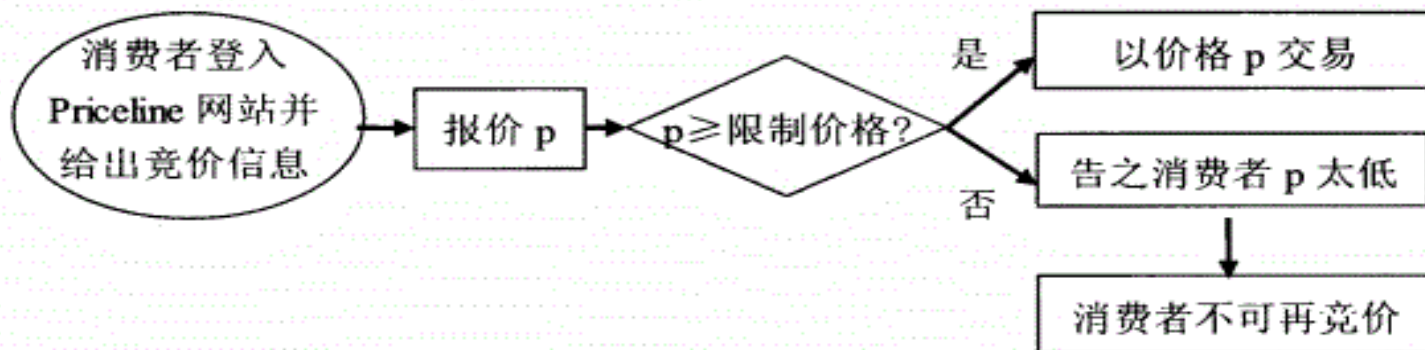 消费者登入
Priceline 网站并
给出竞价信息
报价 p
p≥限制价格?
是
以价格 p 交易
否
告之消费者 p 太低
消费者不可再竞价